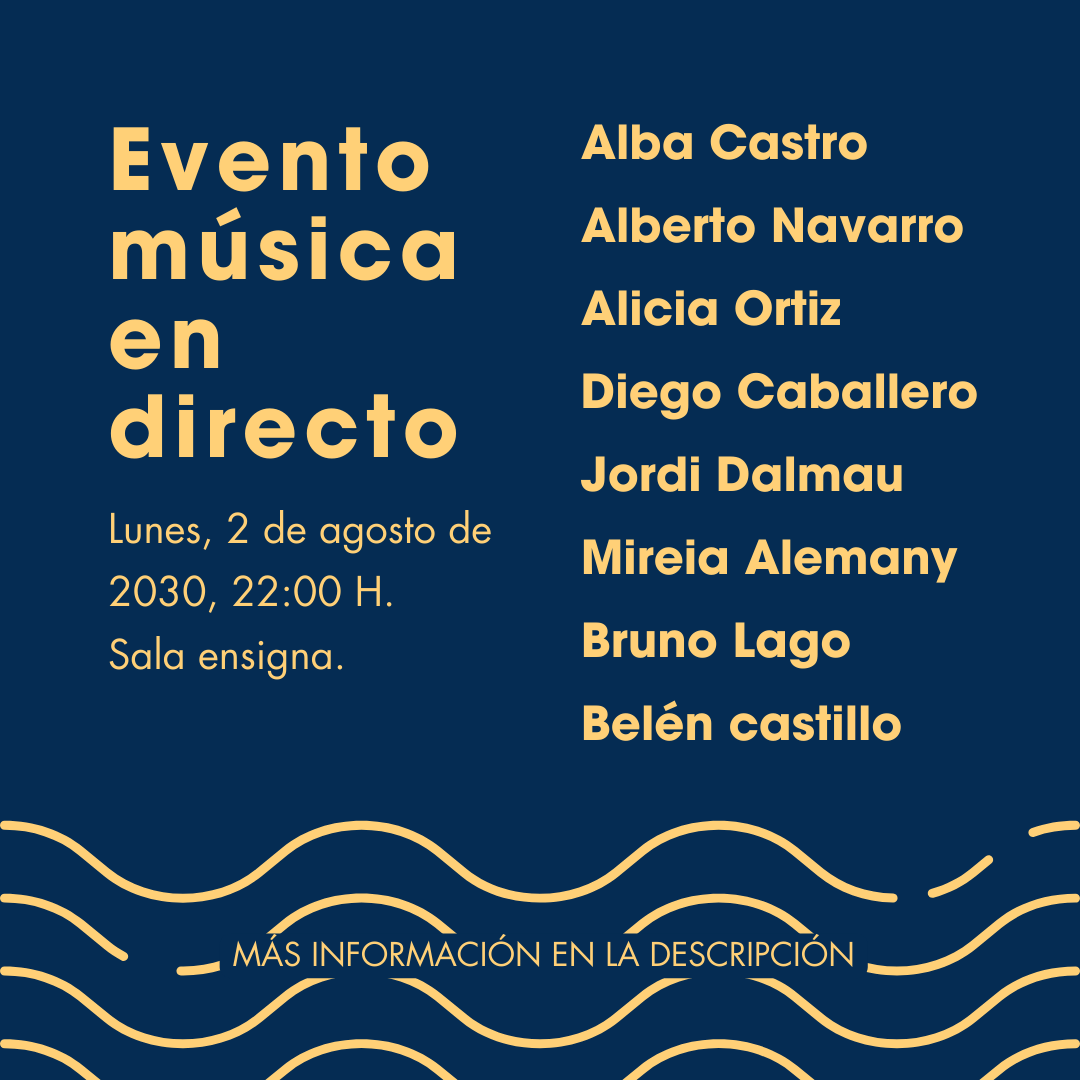 Evento
música
en
directo
Lunes, 2 de agosto de
2030, 22:00 H.
Sala ensigna.
Alba Castro
Alberto Navarro
Alicia Ortiz
Diego Caballero
Jordi Dalmau
Mireia Alemany
Bruno Lago
Belén castillo
MÁS INFORMACIÓN EN LA DESCRIPCIÓN